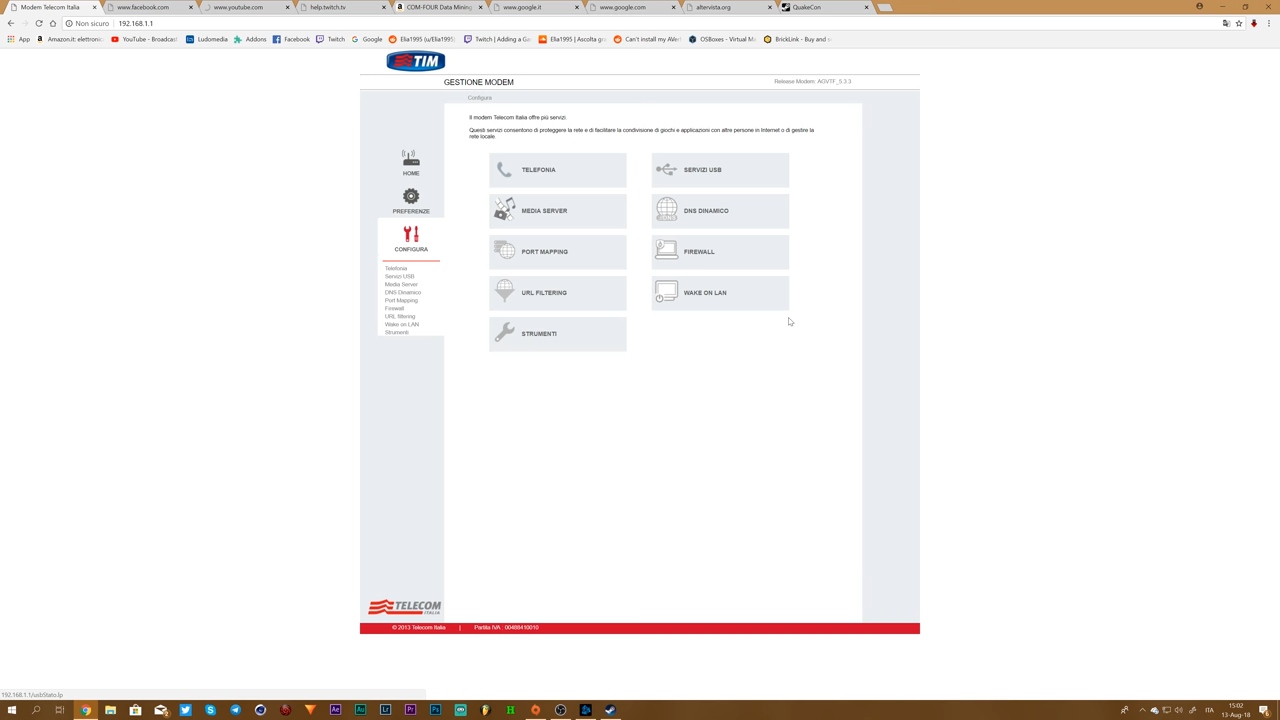 Modem Telecom Italia
www.facebook.com
www.youtube.com
help.twitch.tv
COM-FOUR Data Mining
www.google.it
www.google.com
altervista.org
QuakeCon
Non sicuro
192.168.1.1
App
Amazon.it: elettronic
YouTube - Broadcast
Ludomedia
Addons
Facebook
Twitch
Google
Elia1995 (u/Elia1995)
Twitch | Adding a Ga
Elia1995 | Ascolta gra
Can't install my AVer
OSBoxes - Virtual M
BrickLink - Buy and s
TIM
GESTIONE MODEM
Release Modem: AGVTF_5.3.3
Configura
Il modem Telecom Italia offre più servizi.
Questi servizi consentono di proteggere la rete e di facilitare la condivisione di giochi e applicazioni con altre persone in Internet o di gestire la
rete locale.
HOME
PREFERENZE
CONFIGURA
Telefonia
Servizi USB
Media Server
DNS Dinamico
Port Mapping
Firewall
URL filtering
Wake on LAN
Strumenti
TELEFONIA
SERVIZI USB
MEDIA SERVER
DNS DINAMICO
PORT MAPPING
FIREWALL
URL FILTERING
WAKE ON LAN
STRUMENTI
TELECOM
ITALIA
© 2013 Telecom Italia | Partita IVA : 00488410010
192.168.1.1/usbStato.lp
ITA
15:02
13-Aug-18